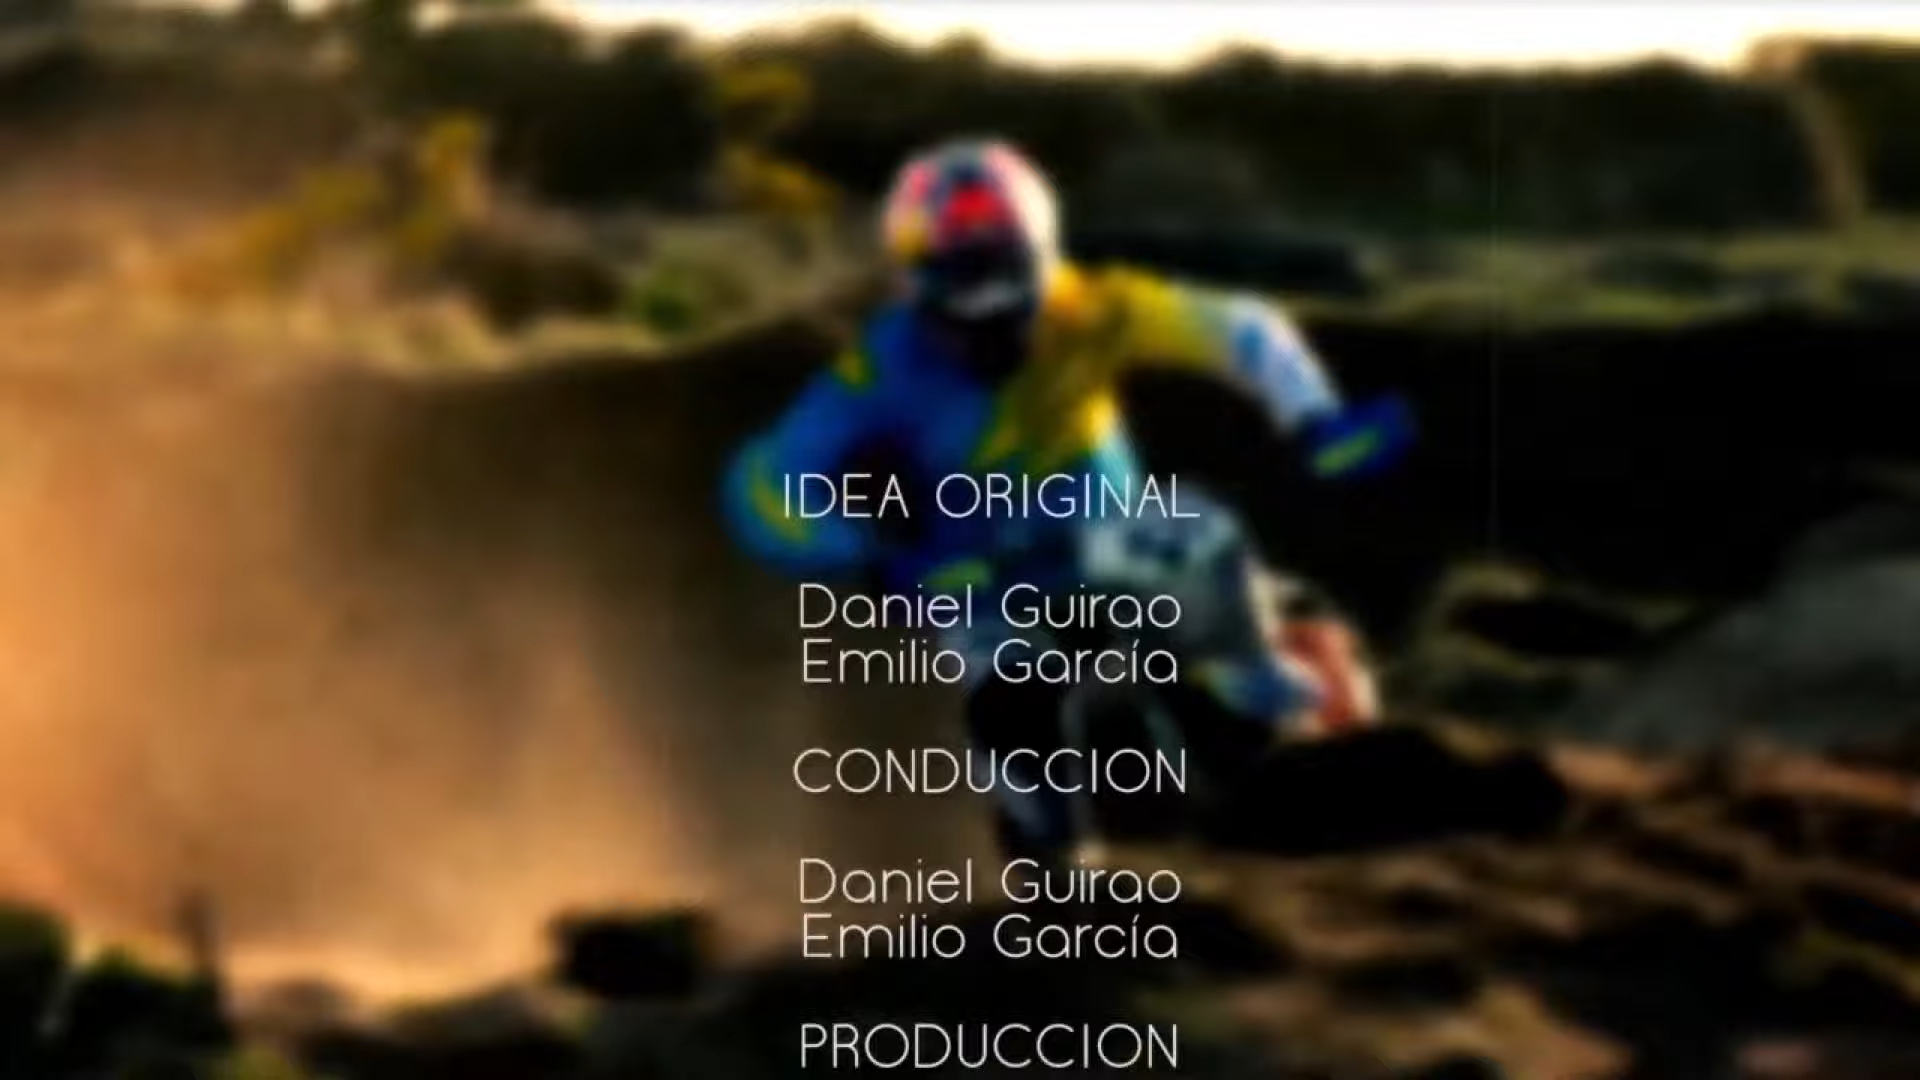 IDEA ORIGINAL
Daniel Guirao
Emilio García
CONDUCCION
Daniel Guirao
Emilio García
PRODUCCION